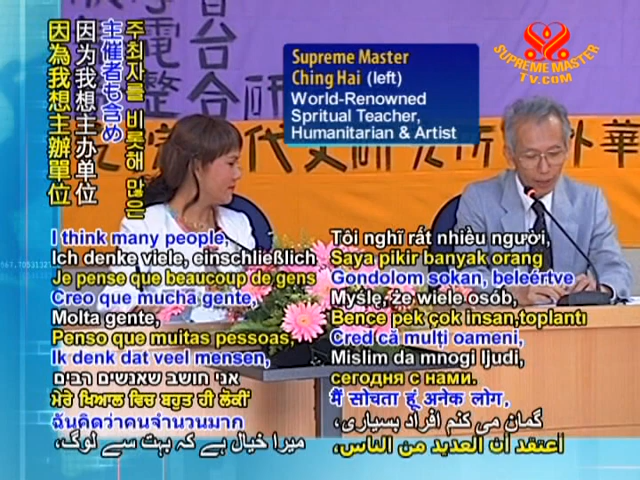 SUPREME MASTER
TV.COM
Supreme Master
Ching Hai (left)
World-Renowned
Spritual Teacher,
Humanitarian & Artist
주최자를 비롯해 많은
主催者も含め
因为我想主办单位
因為我想主辦單位
電台
整合研
I think many people,
Ich denke viele, einschließlich
Je pense que beaucoup de gens
Creo que mucha gente,
Molta gente,
Penso que muitas pessoas,
Ik denk dat veel mensen,
אני חושב שאנשים רבים
ਮੇਰੇ ਖਿਆਲ ਵਿਚ ਬਹੁਤ ਹੀ ਲੋਕੀਂ
ฉันคิดว่าคนจำนวนมาก
میرا خیال ہے کہ بہت سے لوگ،
Tôi nghĩ rất nhiều người,
Saya pikir banyak orang
Gondolom sokan, beleértve
Myślę, że wiele osób,
Bence pek çok insan,toplantı
Cred că mulți oameni,
Mislim da mnogi ljudi,
сегодня с нами.
मैं सोचता हूं अनेक लोग,
گمان می کنم افراد بسیاری،
أعتقد أن العديد من الناس,